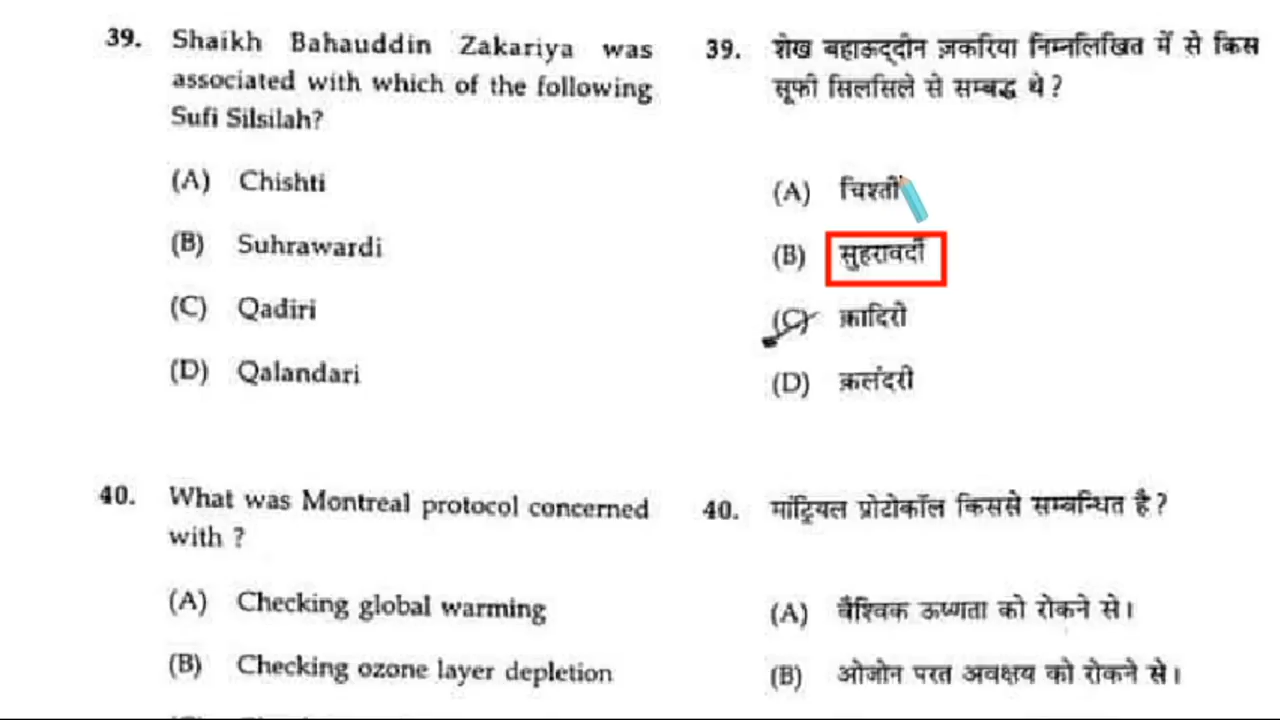 39. Shaikh Bahauddin Zakariya was
associated with which of the following
Sufi Silsilah?
(A) Chishti
(B) Suhrawardi
(C) Qadiri
(D) Qalandari
40. What was Montreal protocol concerned
with ?
(A) Checking global warming
(B) Checking ozone layer depletion
39. शेख बहाऊद्दीन ज़करिया निम्नलिखित में से किस
सूफी सिलसिले से सम्बद्ध थे ?
(A) चिश्ती
(B) सुहरावर्दी
(C) क़ादिरी
(D) क़लंदरी
40. मांट्रियल प्रोटोकॉल किससे सम्बन्धित है ?
(A) वैश्विक ऊष्णता को रोकने से।
(B) ओजोन परत अवक्षय को रोकने से।